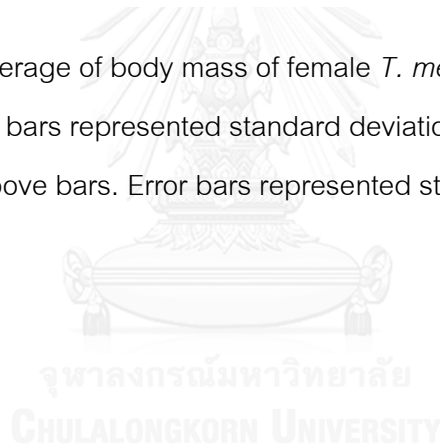 erage of body mass of female T. me
bars represented standard deviatio
ove bars. Error bars represented st
จุฬาลงกรณ์มหาวิทยาลัย
CHULALONGKORN UNIVERSITY